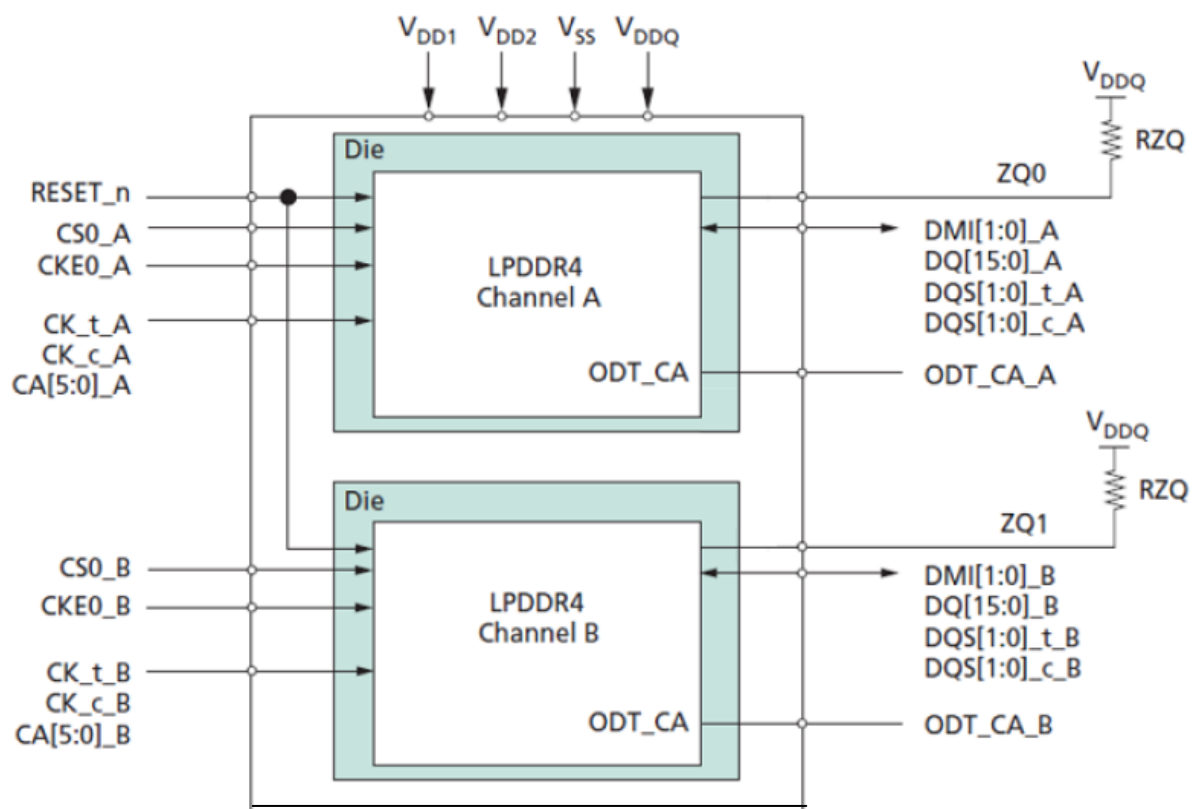 VDD1 VDD2 VSS VDDQ
VDDQ
RZQ
Die
ZQ0
RESET_n
CS0_A
CKE0_A
CK_t_A
CK_c_A
CA[5:0]_A
LPDDR4
Channel A
DMI[1:0]_A
DQ[15:0]_A
DQS[1:0]_t_A
DQS[1:0]_c_A
ODT_CA
ODT_CA_A
VDDQ
RZQ
Die
ZQ1
CS0_B
CKE0_B
CK_t_B
CK_c_B
CA[5:0]_B
LPDDR4
Channel B
DMI[1:0]_B
DQ[15:0]_B
DQS[1:0]_t_B
DQS[1:0]_c_B
ODT_CA
ODT_CA_B